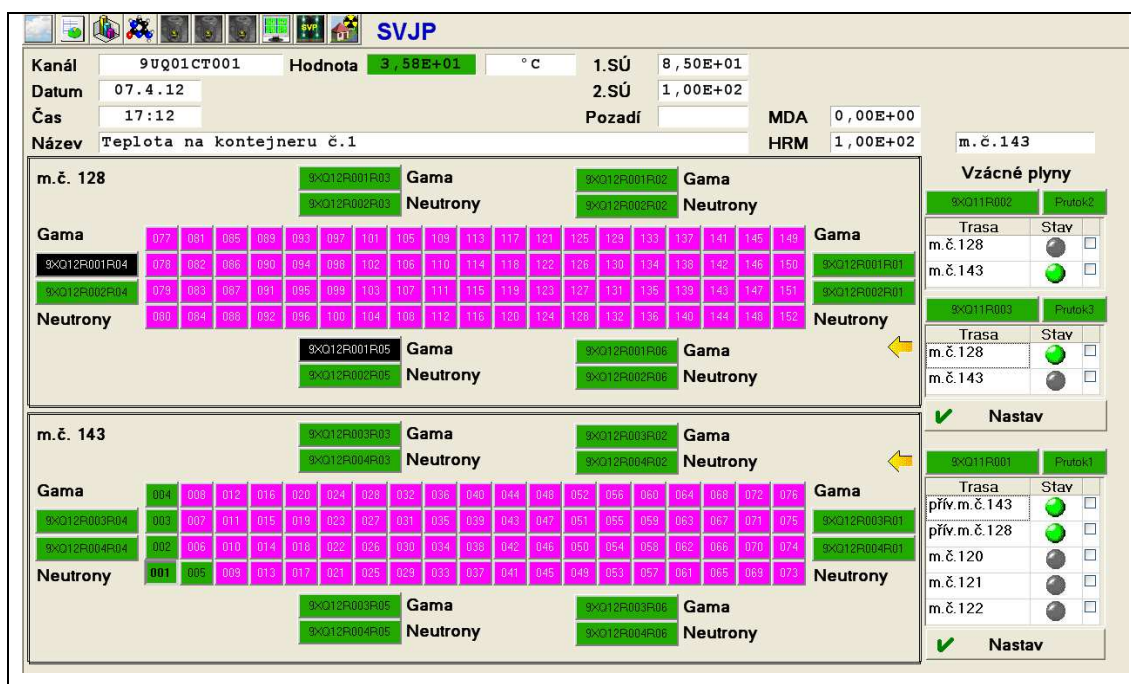 SVP SVJP
Kanál 9UQ01CT001 Hodnota 3,58E+01 °C 1.SÚ 8,50E+01
Datum 07.4.12 2.SÚ 1,00E+02
Čas 17:12 Pozadí MDA 0,00E+00
Název Teplota na kontejneru č.1 HRM 1,00E+02 m.č.143
m.č. 128
9XQ12R001R03 Gama 9XQ12R001R02 Gama
9XQ12R002R03 Neutrony 9XQ12R002R02 Neutrony
Gama 077 081 085 089 093 097 101 105 109 113 117 121 125 129 133 137 141 145 149 Gama
9XQ12R001R04 078 082 086 090 094 098 102 106 110 114 118 122 126 130 134 138 142 146 150 9XQ12R001R01
9XQ12R002R04 079 083 087 091 095 099 103 107 111 115 119 123 127 131 135 139 143 147 151 9XQ12R002R01
Neutrony 080 084 088 092 096 100 104 108 112 116 120 124 128 132 136 140 144 148 152 Neutrony
9XQ12R001R05 Gama 9XQ12R001R06 Gama
9XQ12R002R05 Neutrony 9XQ12R002R06 Neutrony
m.č. 143
9XQ12R003R03 Gama 9XQ12R003R02 Gama
9XQ12R004R03 Neutrony 9XQ12R004R02 Neutrony
Gama 004 008 012 016 020 024 028 032 036 040 044 048 052 056 060 064 068 072 076 Gama
9XQ12R003R04 003 007 011 015 019 023 027 031 035 039 043 047 051 055 059 063 067 071 075 9XQ12R003R01
9XQ12R004R04 002 006 010 014 018 022 026 030 034 038 042 046 050 054 058 062 066 070 074 9XQ12R004R01
Neutrony 001 005 009 013 017 021 025 029 033 037 041 045 049 053 057 061 065 069 073 Neutrony
9XQ12R003R05 Gama 9XQ12R003R06 Gama
9XQ12R004R05 Neutrony 9XQ12R004R06 Neutrony
Vzácné plyny
9XQ11R002 Prutok2
Trasa Stav
m.č.128
m.č.143
9XQ11R003 Prutok3
Trasa Stav
m.č.128
m.č.143
Nastav
9XQ11R001 Prutok1
Trasa Stav
přív.m.č.143
přív.m.č.128
m.č.120
m.č.121
m.č.122
Nastav